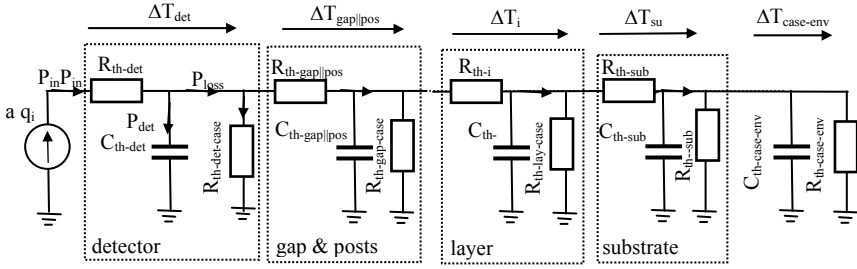 ΔT_det
ΔT_gap||pos
ΔT_i
ΔT_su
ΔT_case-env
P_in P_in
R_th-det
P_loss
R_th-gap||pos
R_th-i
R_th-sub
a q_i
P_det
C_th-det
R_th-det-case
C_th-gap||pos
R_th-gap-case
C_th-
R_th-lay-case
C_th-sub
R_th--sub
C_th-case-env
R_th-case-env
detector
gap & posts
layer
substrate